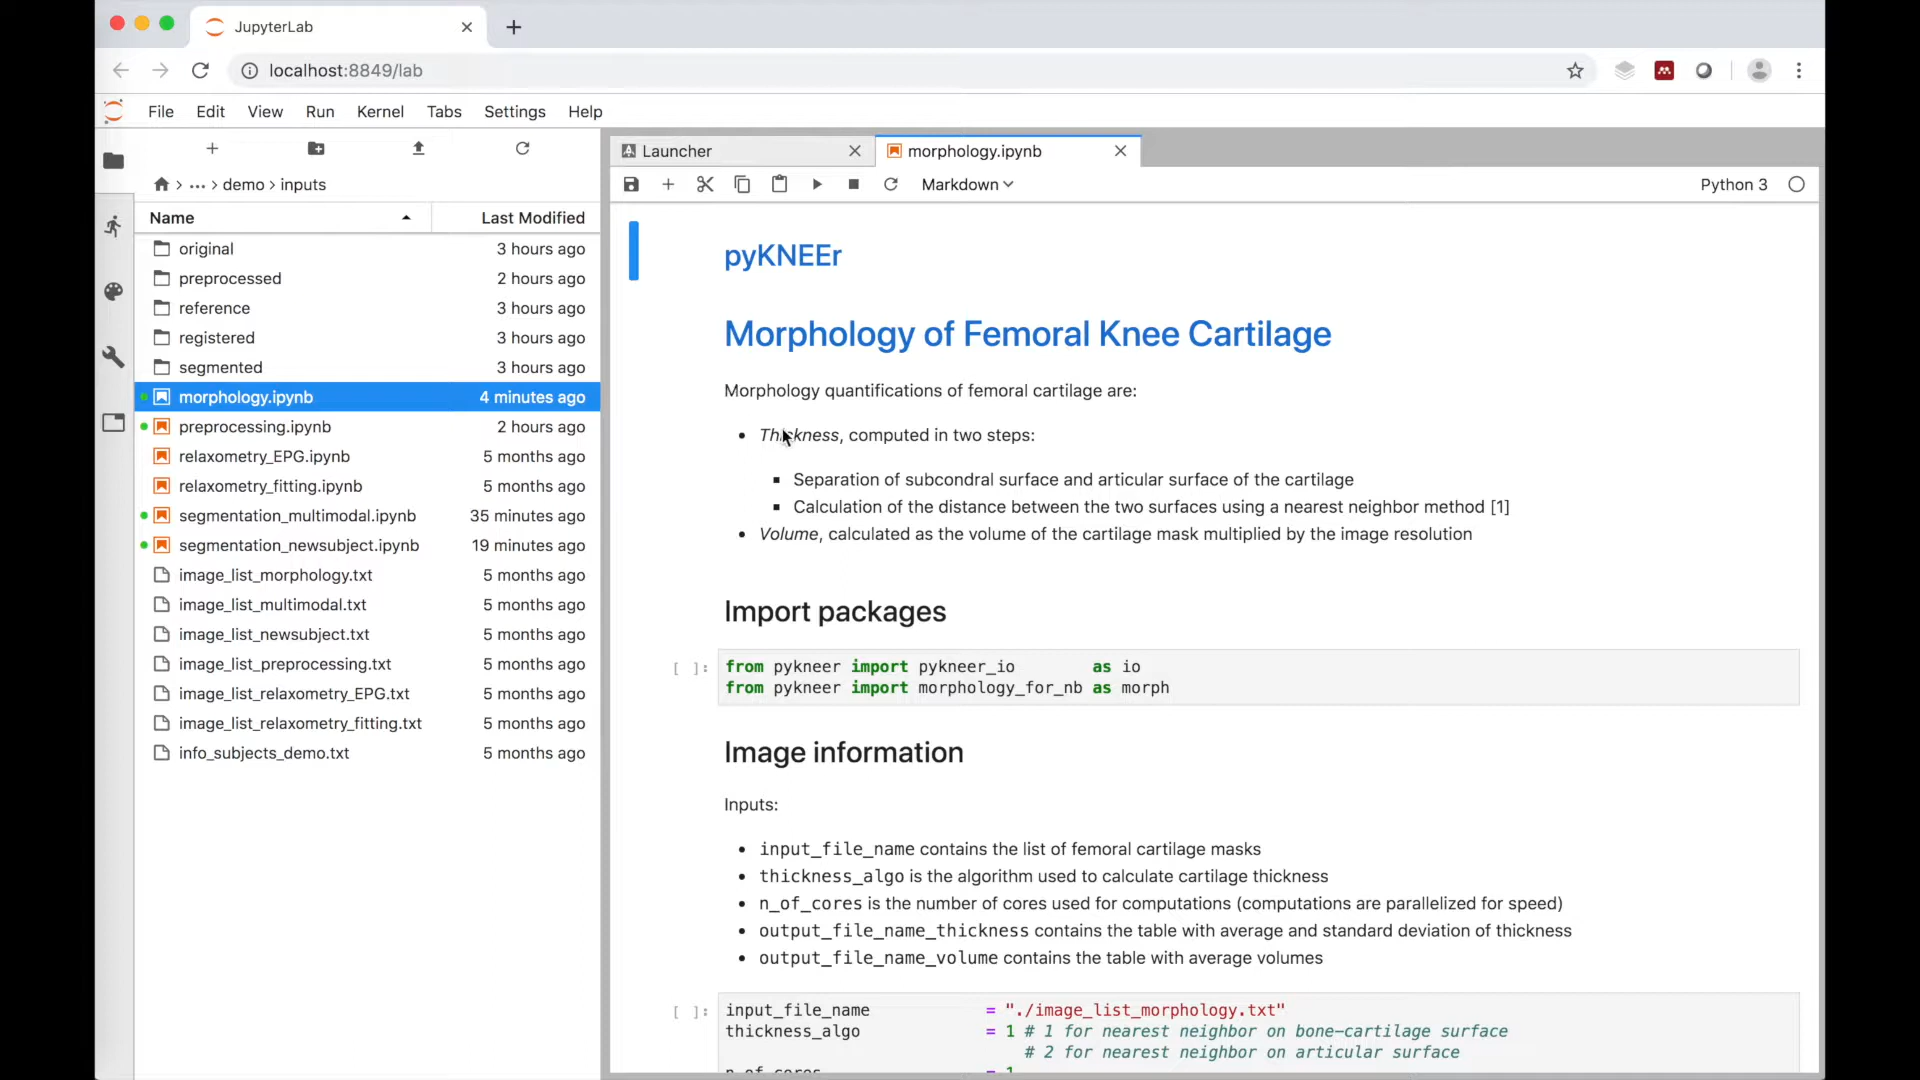 JupyterLab
localhost:8849/lab
File Edit View Run Kernel Tabs Settings Help
Launcher
morphology.ipynb
… > demo > inputs
Markdown
Python 3
Name Last Modified
original 3 hours ago
preprocessed 2 hours ago
reference 3 hours ago
registered 3 hours ago
segmented 3 hours ago
morphology.ipynb 4 minutes ago
preprocessing.ipynb 2 hours ago
relaxometry_EPG.ipynb 5 months ago
relaxometry_fitting.ipynb 5 months ago
segmentation_multimodal.ipynb 35 minutes ago
segmentation_newsubject.ipynb 19 minutes ago
image_list_morphology.txt 5 months ago
image_list_multimodal.txt 5 months ago
image_list_newsubject.txt 5 months ago
image_list_preprocessing.txt 5 months ago
image_list_relaxometry_EPG.txt 5 months ago
image_list_relaxometry_fitting.txt 5 months ago
info_subjects_demo.txt 5 months ago
pyKNEEr
Morphology of Femoral Knee Cartilage
Morphology quantifications of femoral cartilage are:
• Thickness, computed in two steps:
▪ Separation of subcondral surface and articular surface of the cartilage
▪ Calculation of the distance between the two surfaces using a nearest neighbor method [1]
• Volume, calculated as the volume of the cartilage mask multiplied by the image resolution
Import packages
[ ]: from pykneer import pykneer_io as io
from pykneer import morphology_for_nb as morph
Image information
Inputs:
• input_file_name contains the list of femoral cartilage masks
• thickness_algo is the algorithm used to calculate cartilage thickness
• n_of_cores is the number of cores used for computations (computations are parallelized for speed)
• output_file_name_thickness contains the table with average and standard deviation of thickness
• output_file_name_volume contains the table with average volumes
[ ]: input_file_name = "./image_list_morphology.txt"
thickness_algo = 1 # 1 for nearest neighbor on bone-cartilage surface
# 2 for nearest neighbor on articular surface
n_of_cores = 1